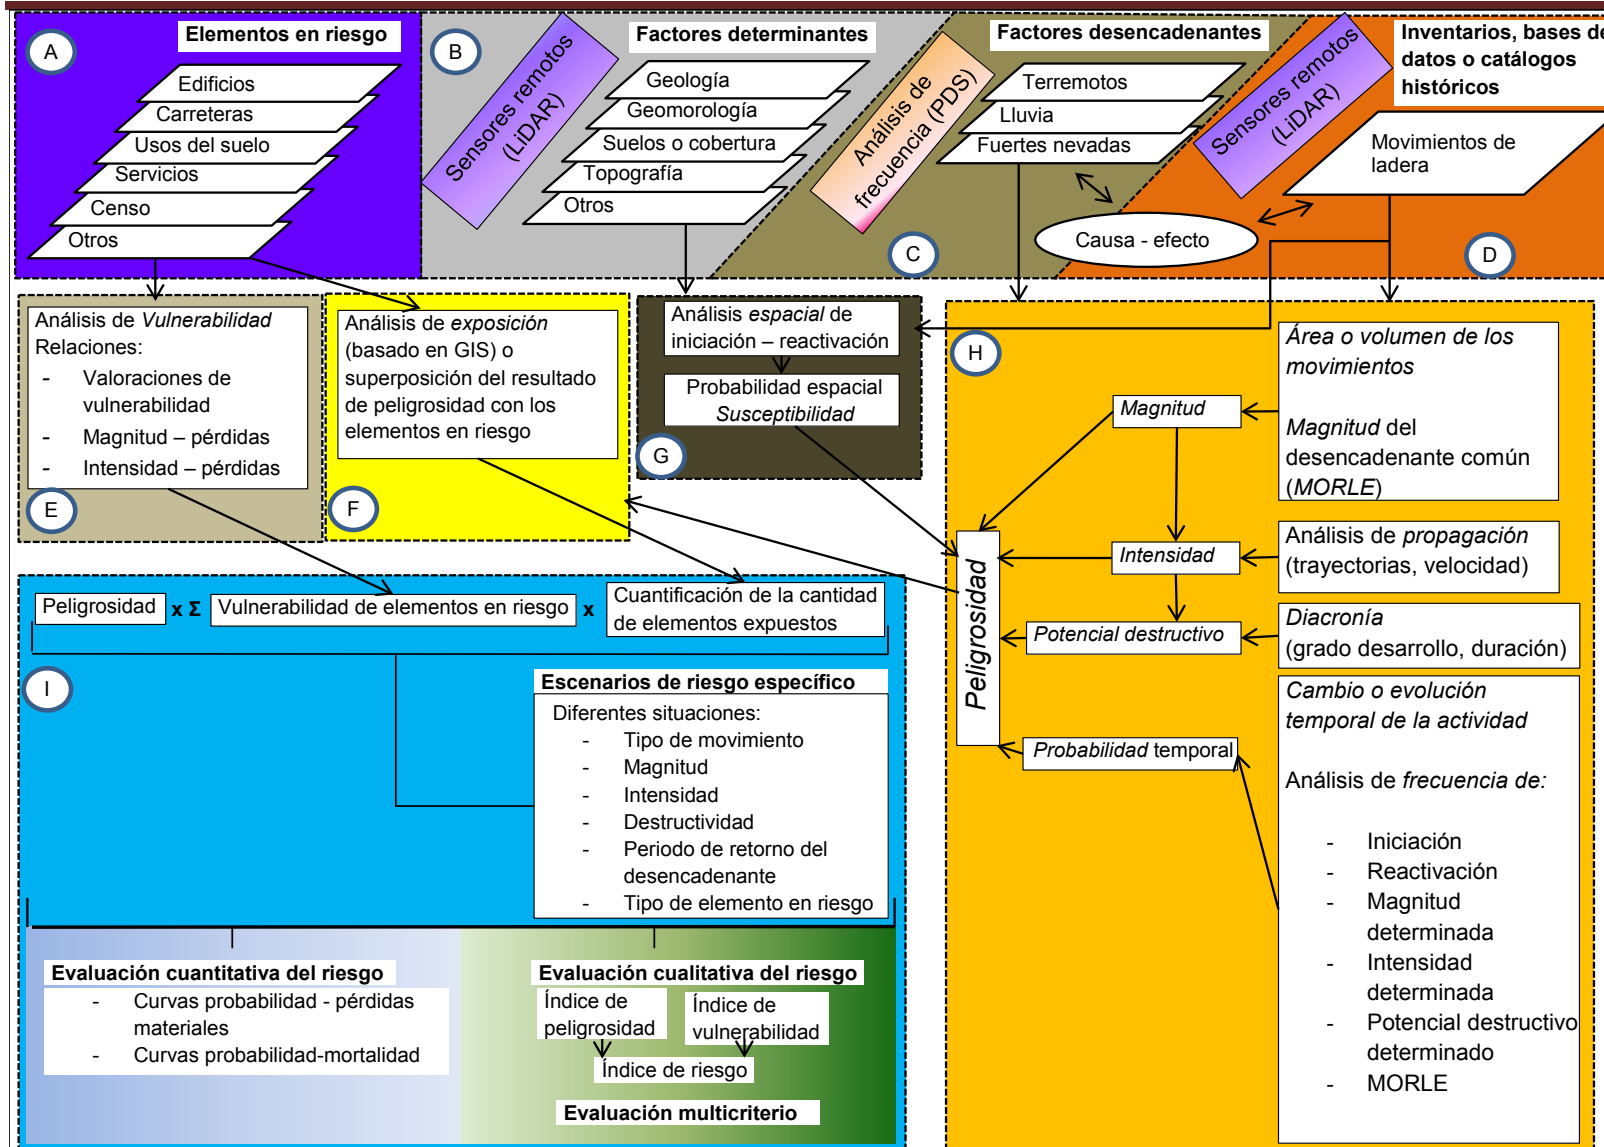 A
Elementos en riesgo
Edificios
Carreteras
Usos del suelo
Servicios
Censo
Otros
B
Factores determinantes
Sensores remotos
(LiDAR)
Geología
Geomorología
Suelos o cobertura
Topografía
Otros
C
Factores desencadenantes
Análisis de
frecuencia (PDS)
Terremotos
Lluvia
Fuertes nevadas
Causa - efecto
D
Inventarios, bases de
datos o catálogos
históricos
Sensores remotos
(LiDAR)
Movimientos de
ladera
E
Análisis de Vulnerabilidad
Relaciones:
- Valoraciones de
vulnerabilidad
- Magnitud – pérdidas
- Intensidad – pérdidas
F
Análisis de exposición
(basado en GIS) o
superposición del resultado
de peligrosidad con los
elementos en riesgo
G
Análisis espacial de
iniciación – reactivación
Probabilidad espacial
Susceptibilidad
H
Área o volumen de los
movimientos
Magnitud del
desencadenante común
(MORLE)
Magnitud
Análisis de propagación
(trayectorias, velocidad)
Intensidad
Diacronía
(grado desarrollo, duración)
Potencial destructivo
Peligrosidad
Probabilidad temporal
Cambio o evolución
temporal de la actividad
Análisis de frecuencia de:
- Iniciación
- Reactivación
- Magnitud
determinada
- Intensidad
determinada
- Potencial destructivo
determinado
- MORLE
I
Peligrosidad x Σ Vulnerabilidad de elementos en riesgo x Cuantificación de la cantidad
de elementos expuestos
Escenarios de riesgo específico
Diferentes situaciones:
- Tipo de movimiento
- Magnitud
- Intensidad
- Destructividad
- Periodo de retorno del
desencadenante
- Tipo de elemento en riesgo
Evaluación cuantitativa del riesgo
- Curvas probabilidad - pérdidas
materiales
- Curvas probabilidad-mortalidad
Evaluación cualitativa del riesgo
Índice de
peligrosidad
Índice de
vulnerabilidad
Índice de riesgo
Evaluación multicriterio